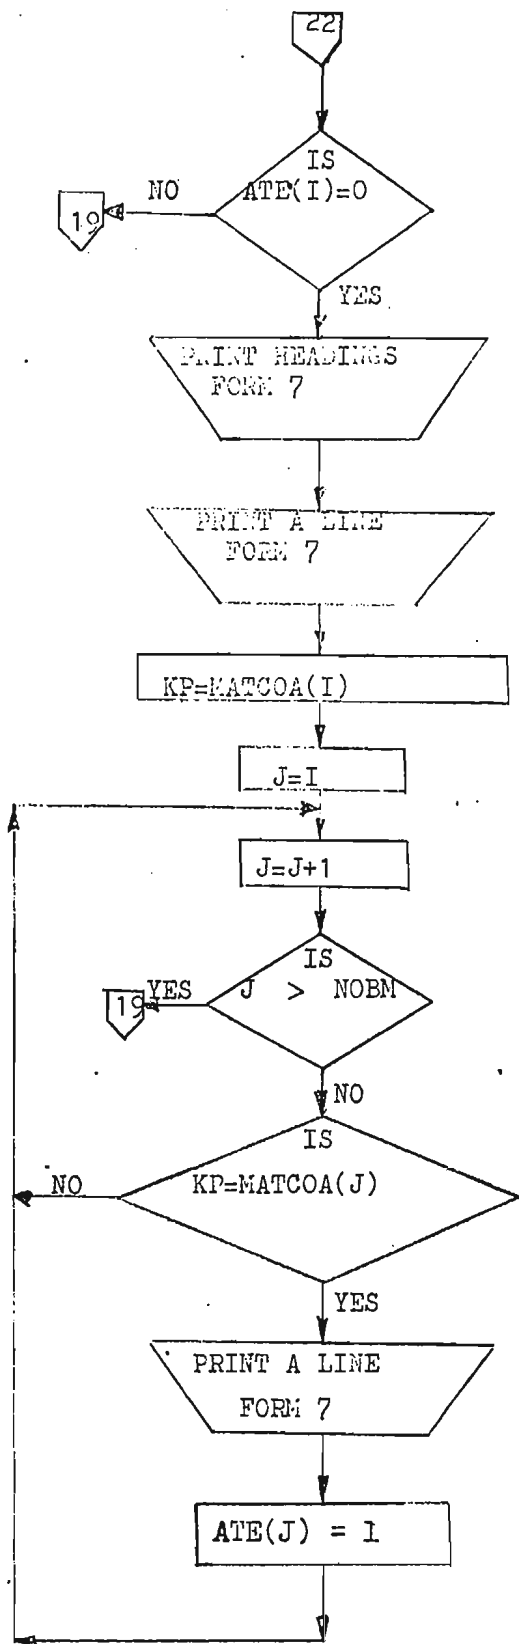 22
IS
ATE(I)=0
NO
19
YES
PRINT HEADINGS
FORM 7
PRINT A LINE
FORM 7
KP=MATCOA(I)
J=I
J=J+1
IS
J > NOBM
YES
19
NO
IS
KP=MATCOA(J)
NO
YES
PRINT A LINE
FORM 7
ATE(J) = 1